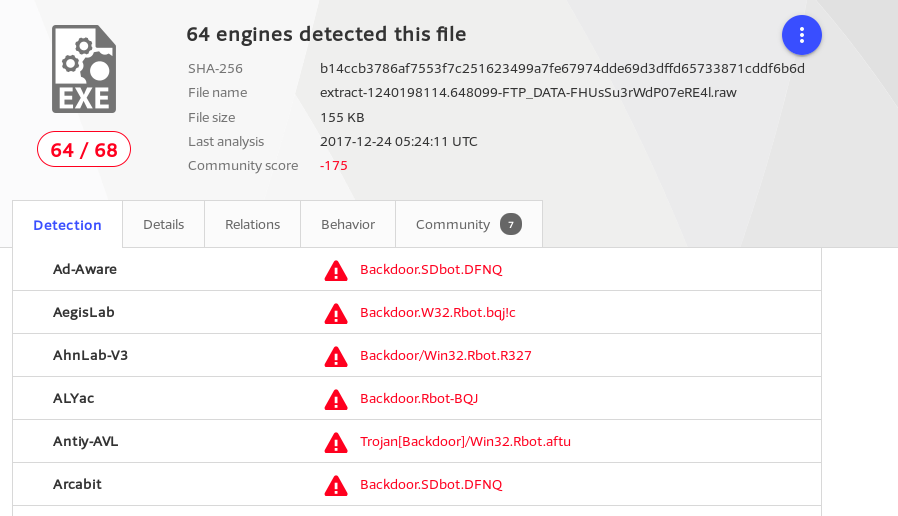 64 engines detected this file
EXE
SHA-256 b14ccb3786af7553f7c251623499a7fe67974dde69d3dffd65733871cddf6b6d
File name extract-1240198114.648099-FTP_DATA-FHUsSu3rWdP07eRE4l.raw
File size 155 KB
64 / 68
Last analysis 2017-12-24 05:24:11 UTC
Community score -175
Detection Details Relations Behavior Community 7
Ad-Aware Backdoor.SDbot.DFNQ
AegisLab Backdoor.W32.Rbot.bqj!c
AhnLab-V3 Backdoor/Win32.Rbot.R327
ALYac Backdoor.Rbot-BQJ
Antiy-AVL Trojan[Backdoor]/Win32.Rbot.aftu
Arcabit Backdoor.SDbot.DFNQ